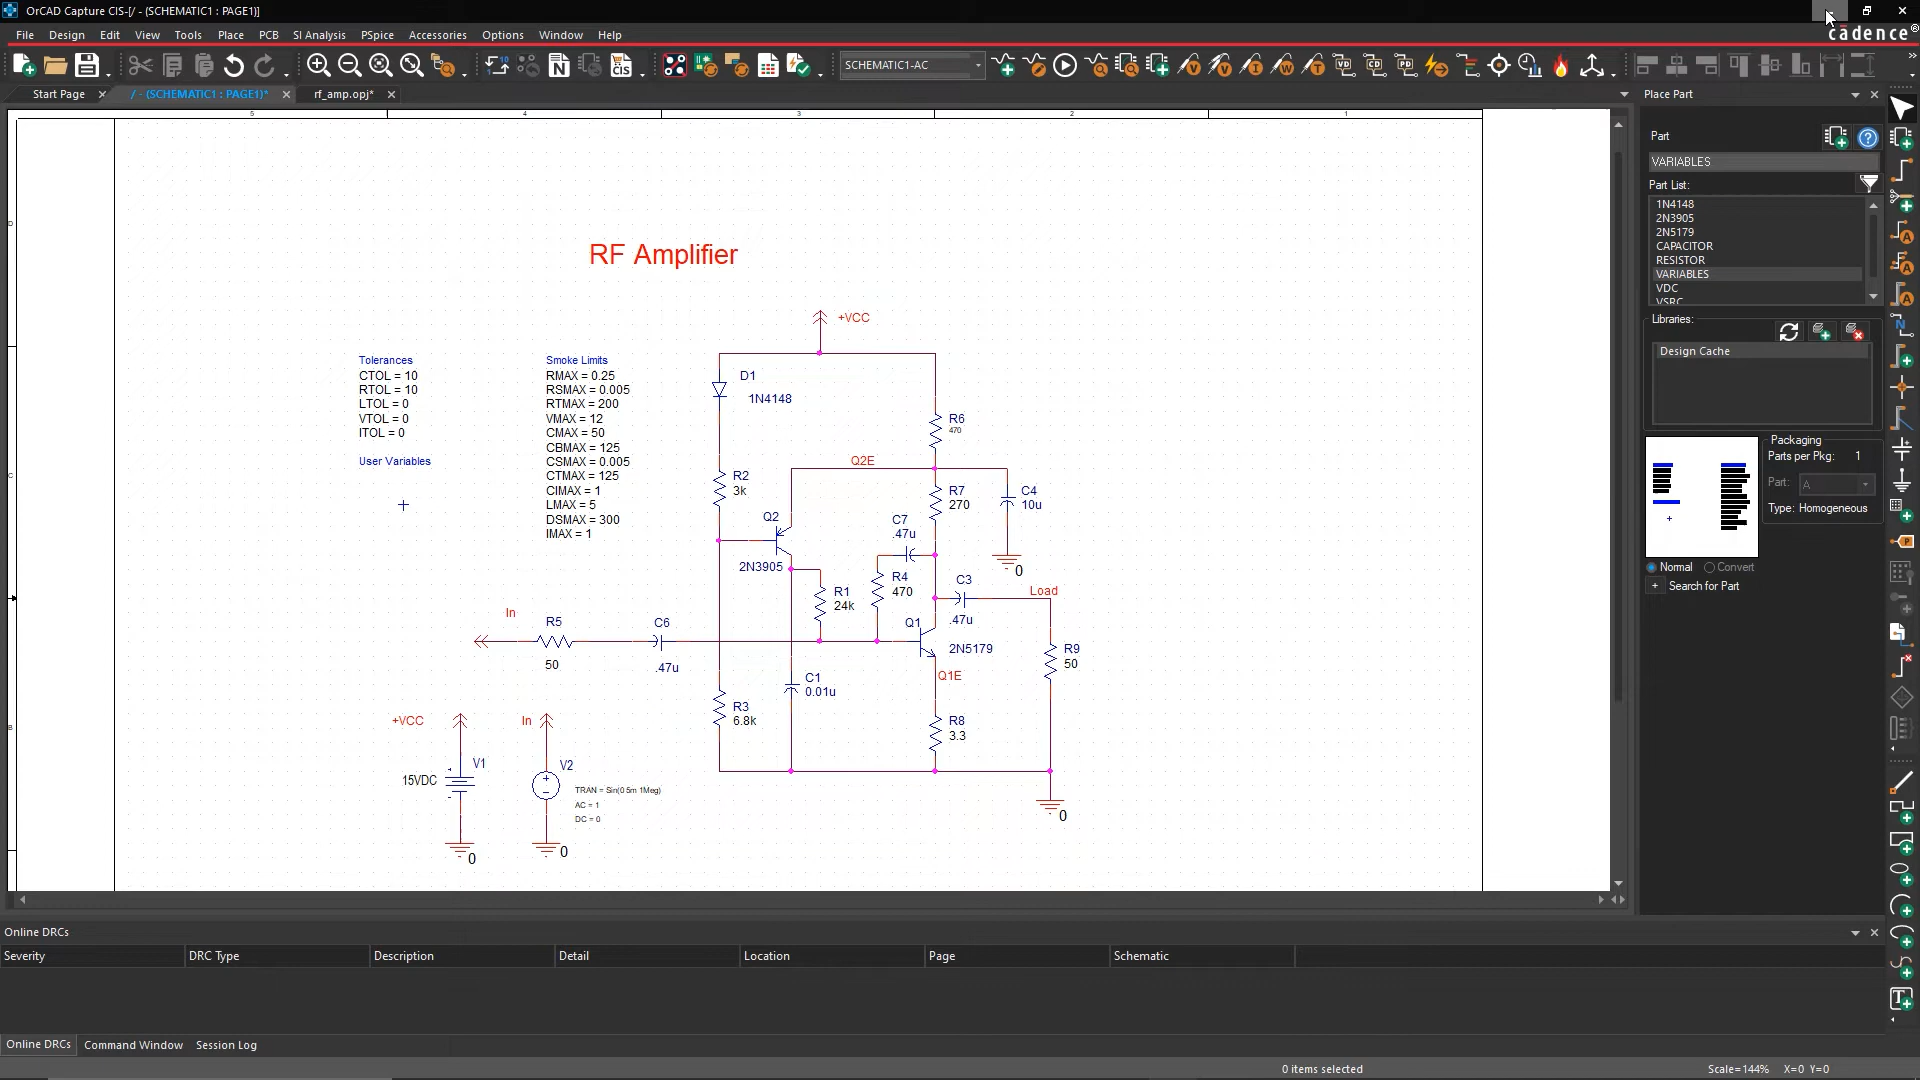 OrCAD Capture CIS-[/ - (SCHEMATIC1 : PAGE1)]
cādence®
File Design Edit View Tools Place PCB SI Analysis PSpice Accessories Options Window Help
SCHEMATIC1-AC
Start Page
/ - (SCHEMATIC1 : PAGE1)*
rf_amp.opj*
5 4 3 2 1
D
C
B
RF Amplifier
+VCC
Tolerances
CTOL = 10
RTOL = 10
LTOL = 0
VTOL = 0
ITOL = 0
User Variables
Smoke Limits
RMAX = 0.25
RSMAX = 0.005
RTMAX = 200
VMAX = 12
CMAX = 50
CBMAX = 125
CSMAX = 0.005
CTMAX = 125
CIMAX = 1
LMAX = 5
DSMAX = 300
IMAX = 1
D1
1N4148
R6
470
Q2E
R2
3k
R7
270
C4
10u
0
Q2
2N3905
C7
.47u
R4
470
R1
24k
C3
.47u
Load
In
R5
50
C6
.47u
Q1
2N5179
Q1E
R9
50
C1
0.01u
R3
6.8k
R8
3.3
0
+VCC
V1
15VDC
0
In
V2
TRAN = Sin(0 5m 1Meg)
AC = 1
DC = 0
0
Place Part
Part
VARIABLES
Part List:
1N4148
2N3905
2N5179
CAPACITOR
RESISTOR
VARIABLES
VDC
VSRC
Libraries:
Design Cache
Packaging
Parts per Pkg: 1
Part: A
Type: Homogeneous
Normal Convert
+ Search for Part
Online DRCs
Severity DRC Type Description Detail Location Page Schematic
Online DRCs Command Window Session Log
0 items selected Scale=144% X=0 Y=0